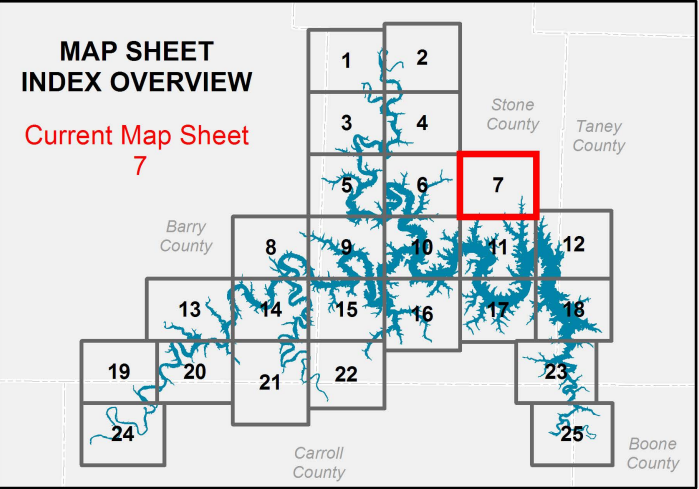 MAP SHEET
INDEX OVERVIEW
Current Map Sheet
7
1
2
3
4
Stone
County
Taney
County
5
6
7
Barry
County
8
9
10
11
12
13
14
15
16
17
18
19
20
21
22
23
24
25
Carroll
County
Boone
County